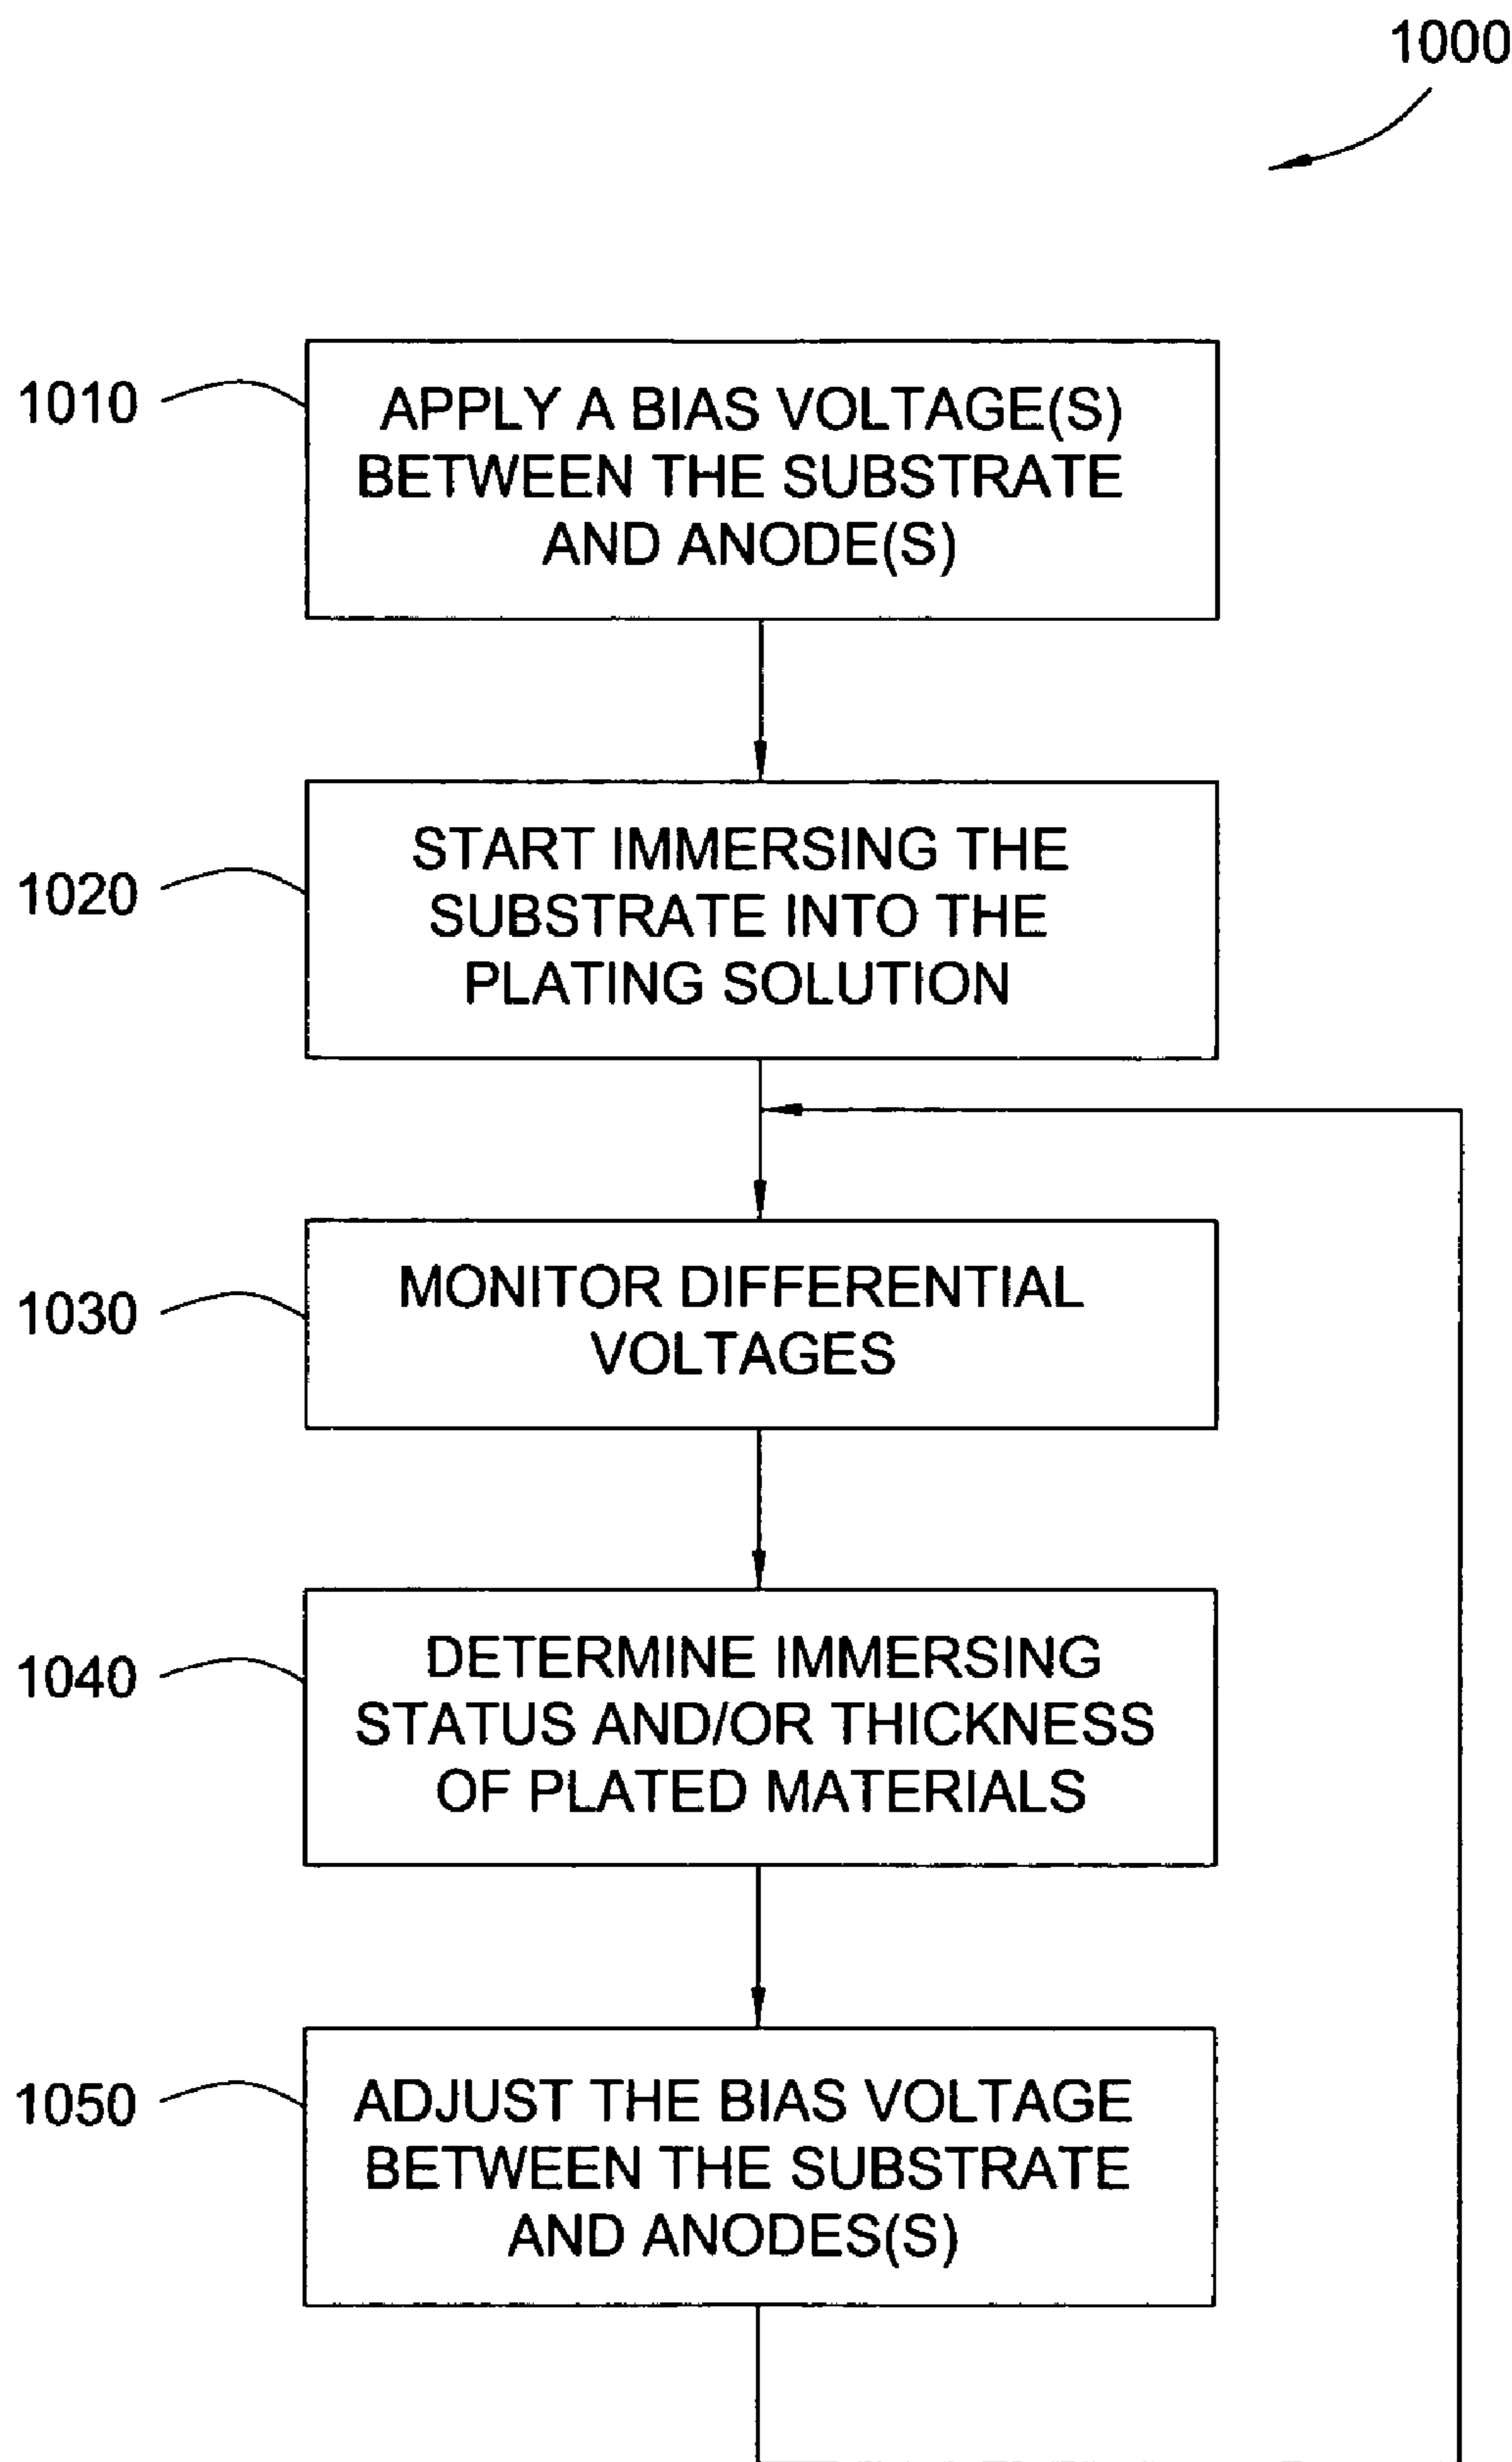 1000
1010
APPLY A BIAS VOLTAGE(S)
BETWEEN THE SUBSTRATE
AND ANODE(S)
1020
START IMMERSING THE
SUBSTRATE INTO THE
PLATING SOLUTION
1030
MONITOR DIFFERENTIAL
VOLTAGES
1040
DETERMINE IMMERSING
STATUS AND/OR THICKNESS
OF PLATED MATERIALS
1050
ADJUST THE BIAS VOLTAGE
BETWEEN THE SUBSTRATE
AND ANODES(S)